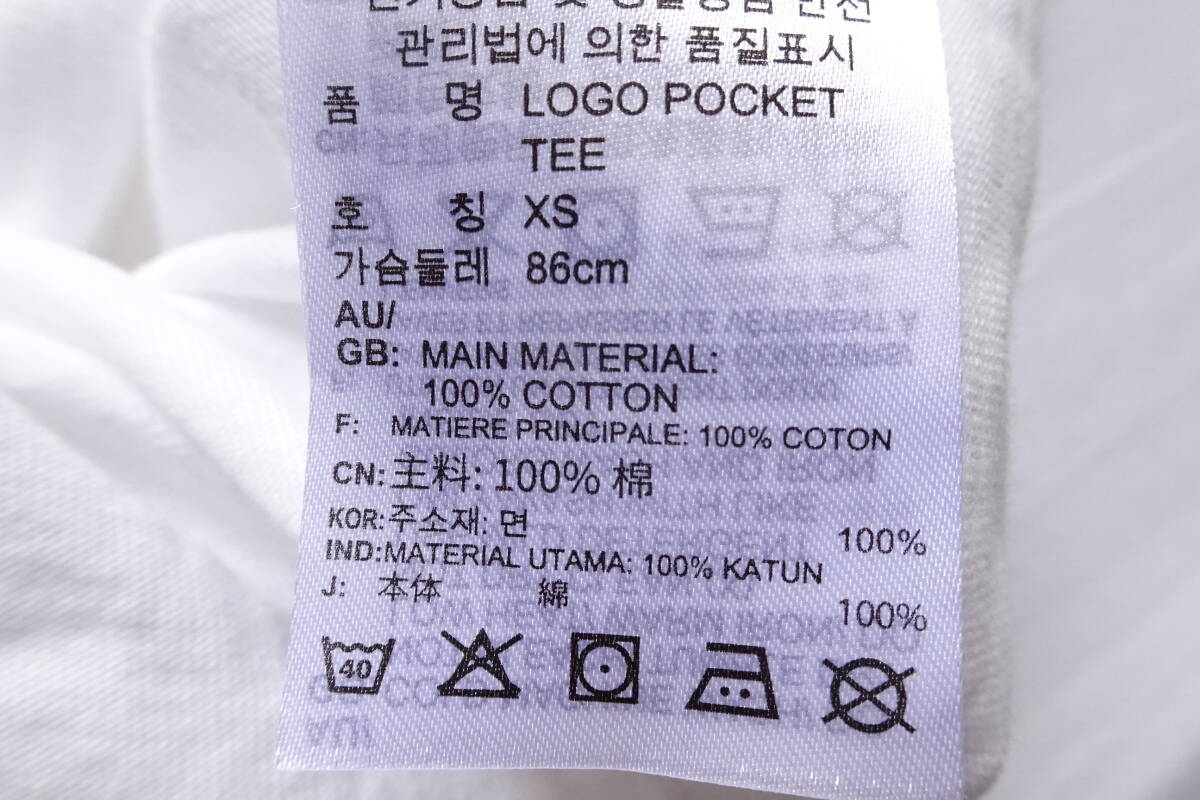 관리법에 의한 품질표시
품 명 LOGO POCKET
TEE
호 칭 XS
가슴둘레 86cm
AU/
GB: MAIN MATERIAL:
100% COTTON
F: MATIERE PRINCIPALE: 100% COTON
CN: 主料: 100% 棉
KOR: 주소재: 면 100%
IND: MATERIAL UTAMA: 100% KATUN
J: 本体 綿 100%
40